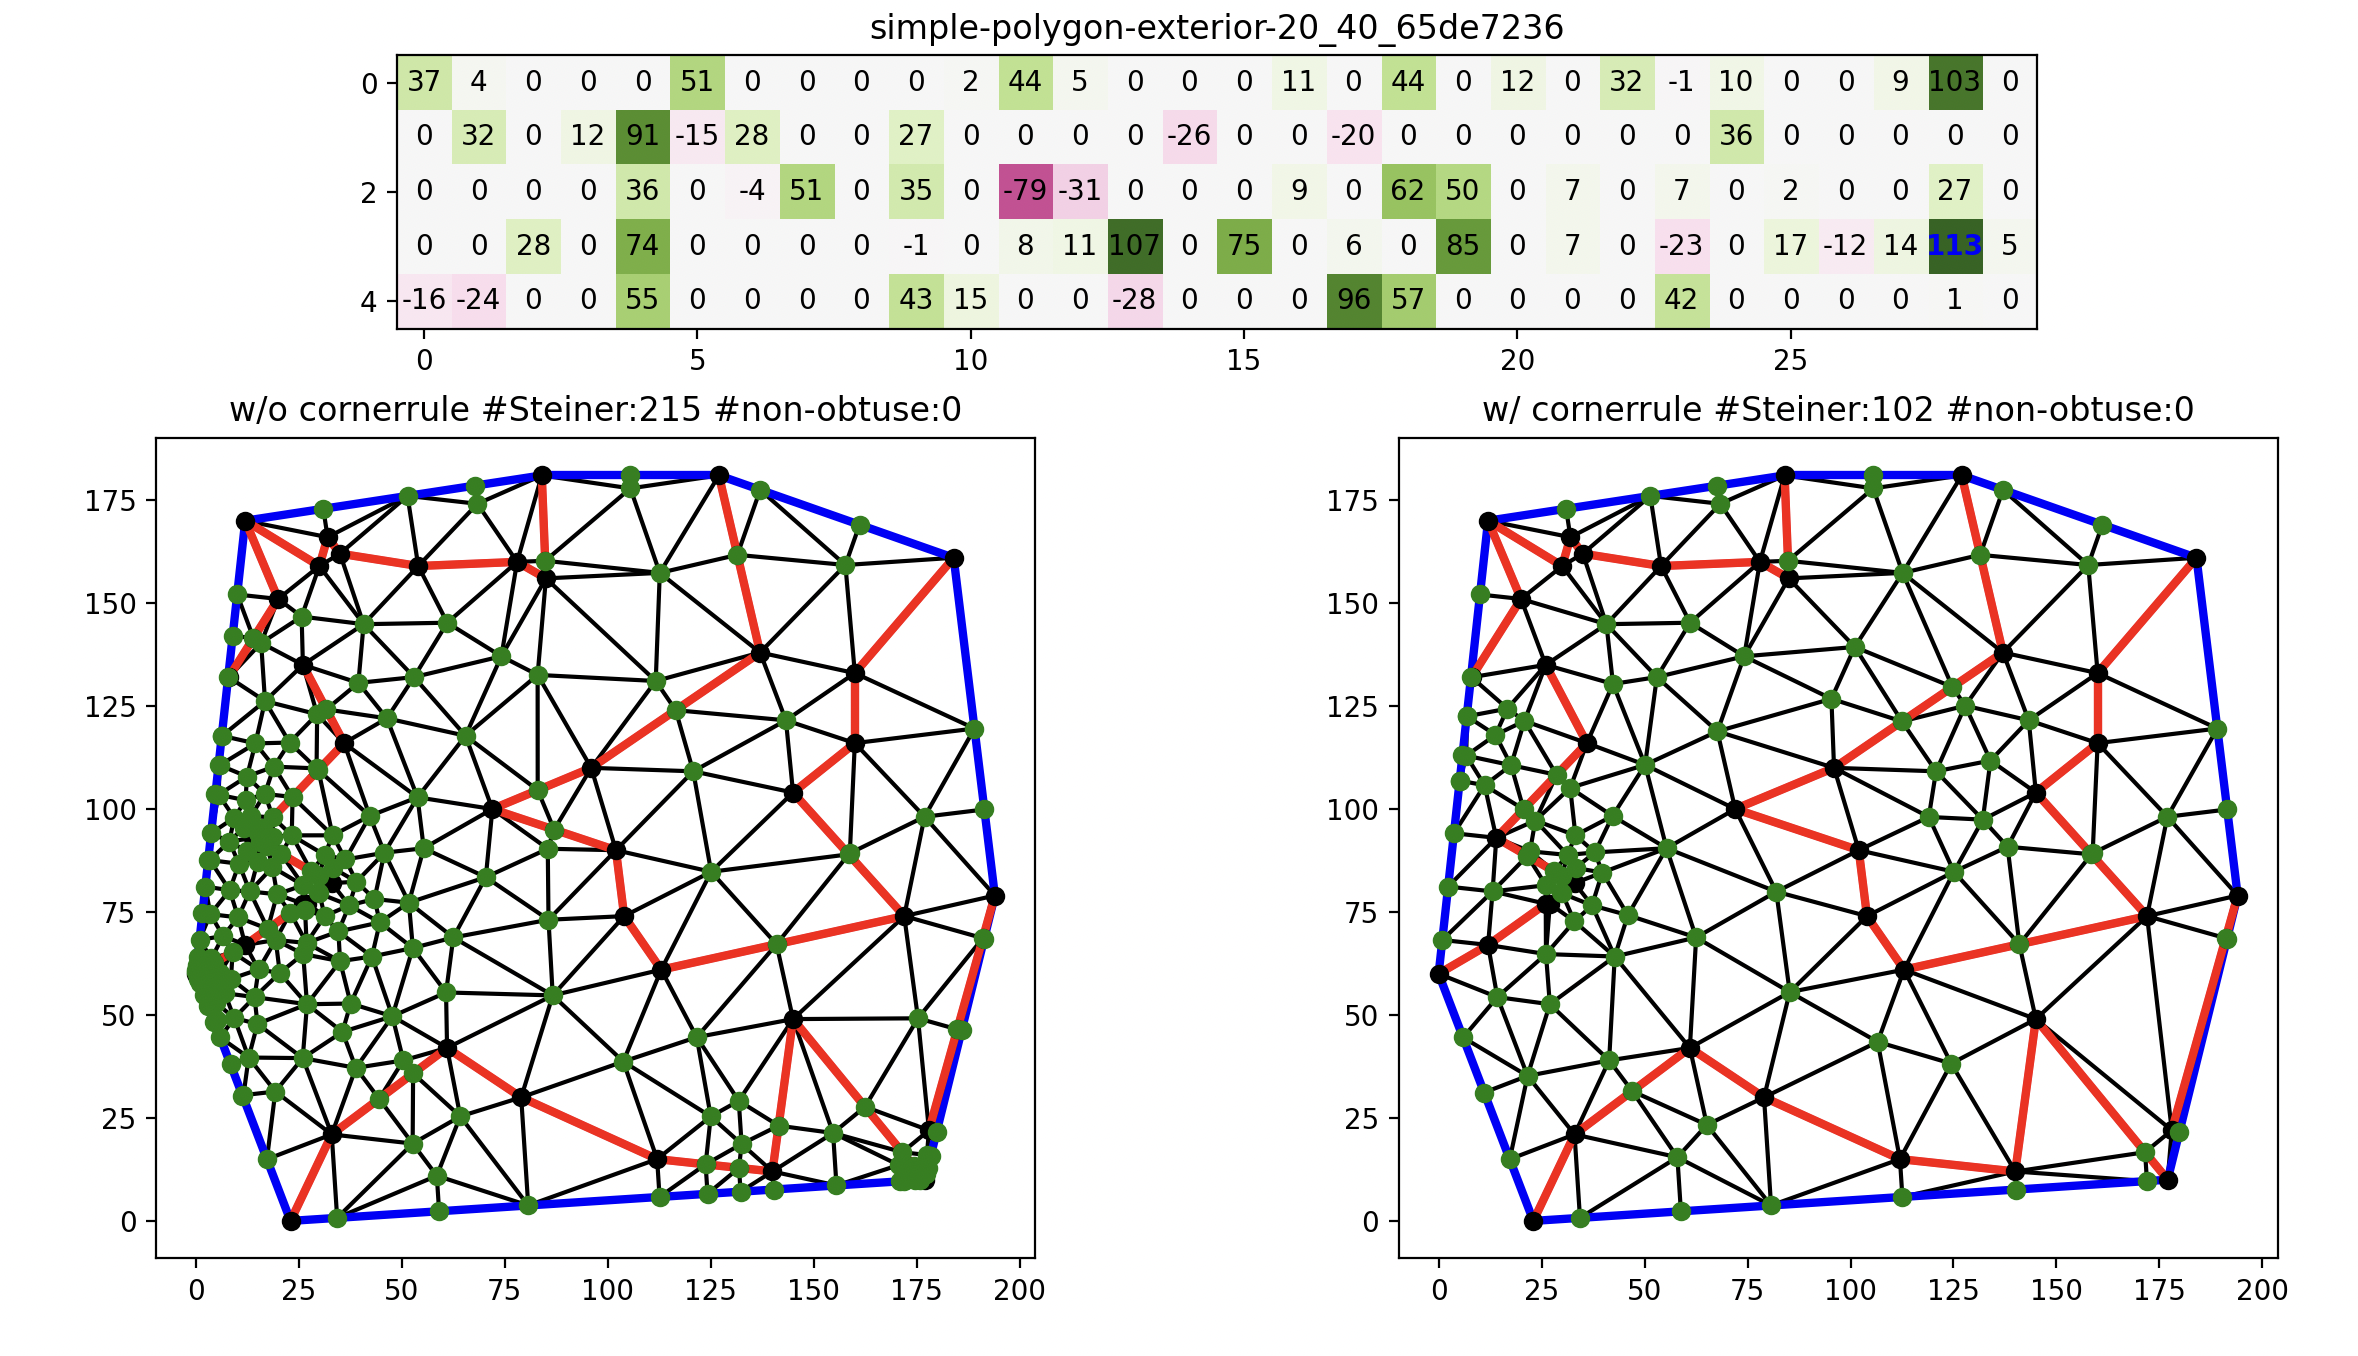 simple-polygon-exterior-20_40_65de7236
0 37 4 0 0 0 51 0 0 0 0 2 44 5 0 0 0 11 0 44 0 12 0 32 -1 10 0 0 9 103 0
0 32 0 12 91 -15 28 0 0 27 0 0 0 0 -26 0 0 -20 0 0 0 0 0 0 36 0 0 0 0 0
2 0 0 0 0 36 0 -4 51 0 35 0 -79 -31 0 0 0 9 0 62 50 0 7 0 7 0 2 0 0 27 0
0 0 28 0 74 0 0 0 0 -1 0 8 11 107 0 75 0 6 0 85 0 7 0 -23 0 17 -12 14 113 5
4 -16 -24 0 0 55 0 0 0 0 43 15 0 0 -28 0 0 0 96 57 0 0 0 0 42 0 0 0 0 1 0
0 5 10 15 20 25
w/o cornerrule #Steiner:215 #non-obtuse:0
175
150
125
100
75
50
25
0
0 25 50 75 100 125 150 175 200
w/ cornerrule #Steiner:102 #non-obtuse:0
175
150
125
100
75
50
25
0
0 25 50 75 100 125 150 175 200